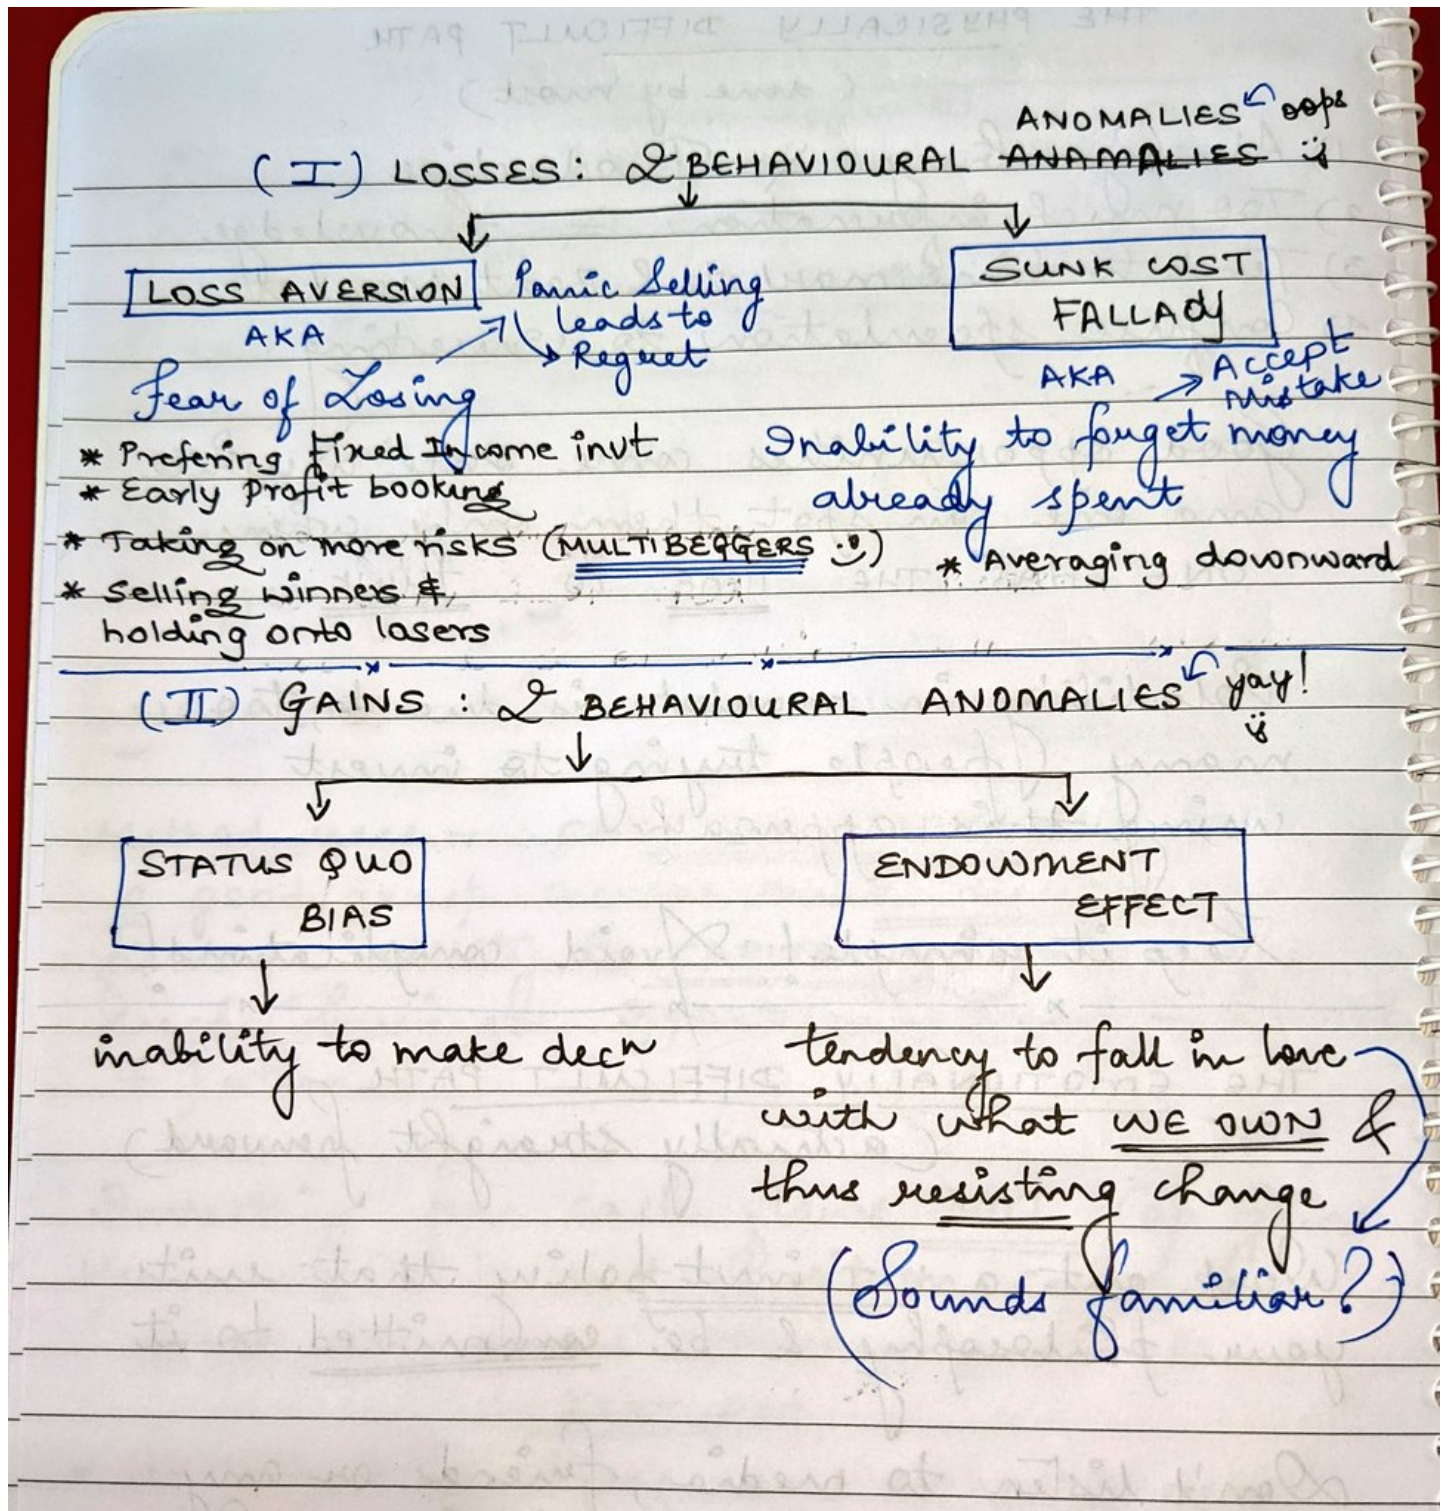 ANOMALIES oops
(I) LOSSES: 2 BEHAVIOURAL ANAMALIES
LOSS AVERSION
AKA
Fear of Losing
Panic Selling
leads to
Regret
* Prefering Fixed Income invt
* Early profit booking
* Taking on more risks (MULTIBEGGERS)
* Selling winners &
holding onto losers
SUNK COST
FALLACY
AKA
Accept
Mistake
Inability to forget money
already spent
* Averaging downward
(II) GAINS: 2 BEHAVIOURAL ANOMALIES yay!
STATUS QUO
BIAS
inability to make decn
ENDOWMENT
EFFECT
tendency to fall in love
with what WE OWN &
thus resisting change
(Sounds familiar?)